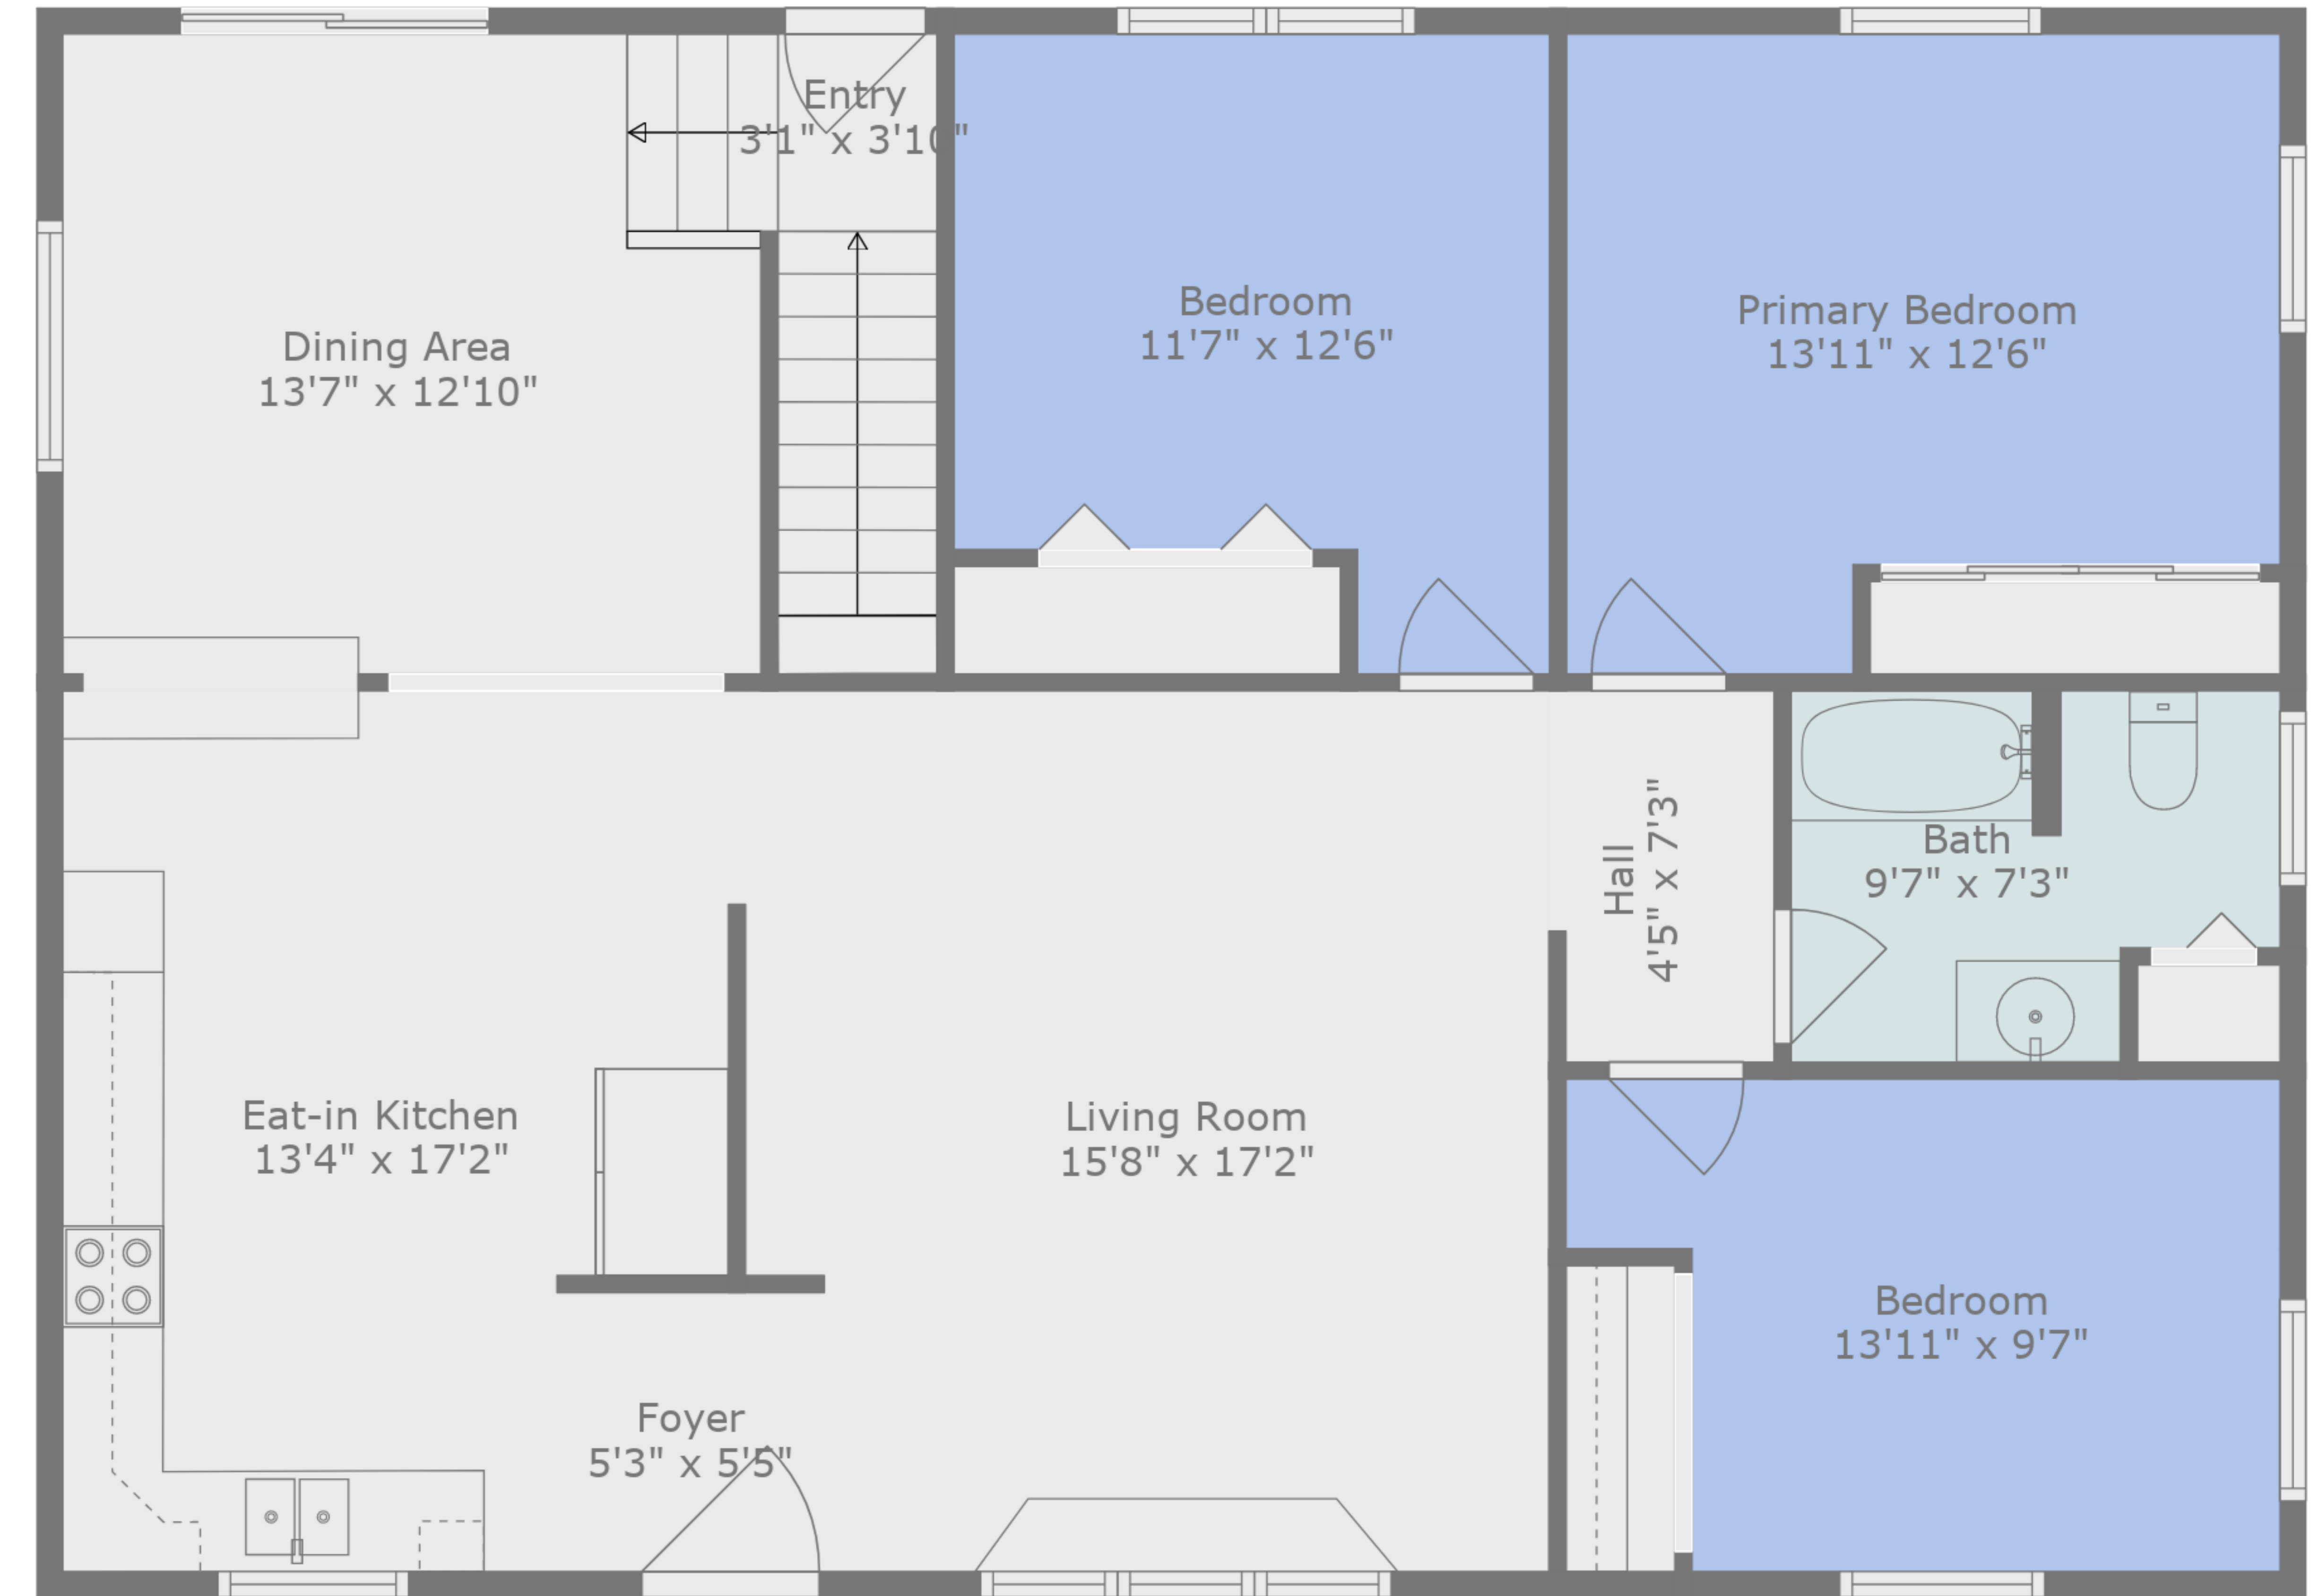 Entry
3'1" x 3'10"
Bedroom
11'7" x 12'6"
Primary Bedroom
13'11" x 12'6"
Dining Area
13'7" x 12'10"
Hall
4'5" x 7'3"
Bath
9'7" x 7'3"
Eat-in Kitchen
13'4" x 17'2"
Living Room
15'8" x 17'2"
Bedroom
13'11" x 9'7"
Foyer
5'3" x 5'5"